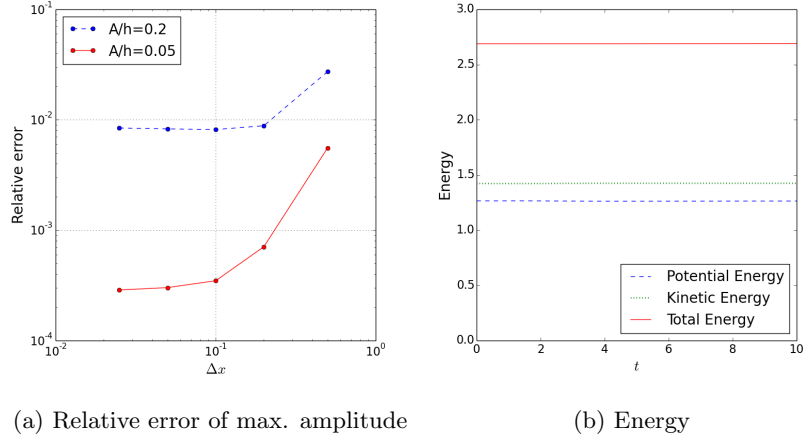 10^{-1}
10^{-2}
10^{-3}
10^{-4}
Relative error
A/h=0.2
A/h=0.05
10^{-2}
10^{-1}
10^{0}
Δx
(a) Relative error of max. amplitude
3.0
2.5
2.0
1.5
1.0
0.5
0.0
Energy
Potential Energy
Kinetic Energy
Total Energy
0
2
4
6
8
10
t
(b) Energy